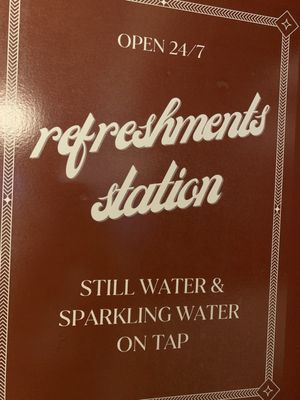 OPEN 24/7
refreshments
station
STILL WATER &
SPARKLING WATER
ON TAP